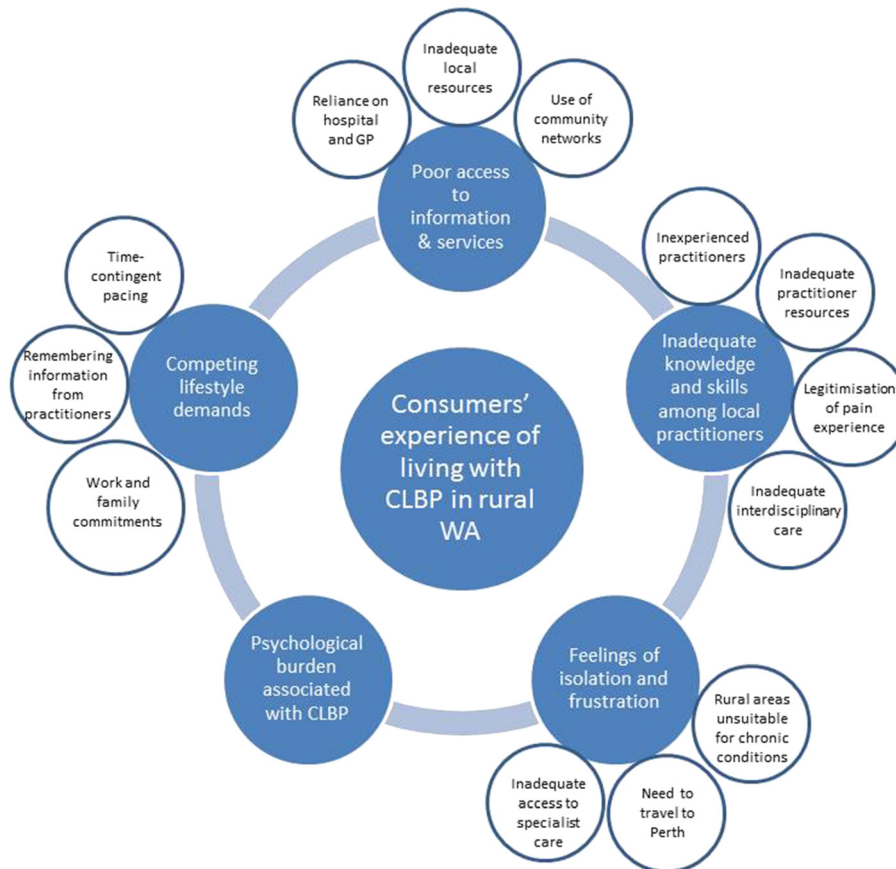 Inadequate
local
resources
Reliance on
hospital
and GP
Use of
community
networks
Poor access
to
information
& services
Inexperienced
practitioners
Inadequate
practitioner
resources
Legitimisation
of pain
experience
Inadequate
interdisciplinary
care
Inadequate
knowledge
and skills
among local
practitioners
Time-
contingent
pacing
Remembering
information
from
practitioners
Work and
family
commitments
Competing
lifestyle
demands
Consumers’
experience of
living with
CLBP in rural
WA
Psychological
burden
associated
with CLBP
Feelings of
isolation and
frustration
Rural areas
unsuitable
for chronic
conditions
Need to
travel to
Perth
Inadequate
access to
specialist
care